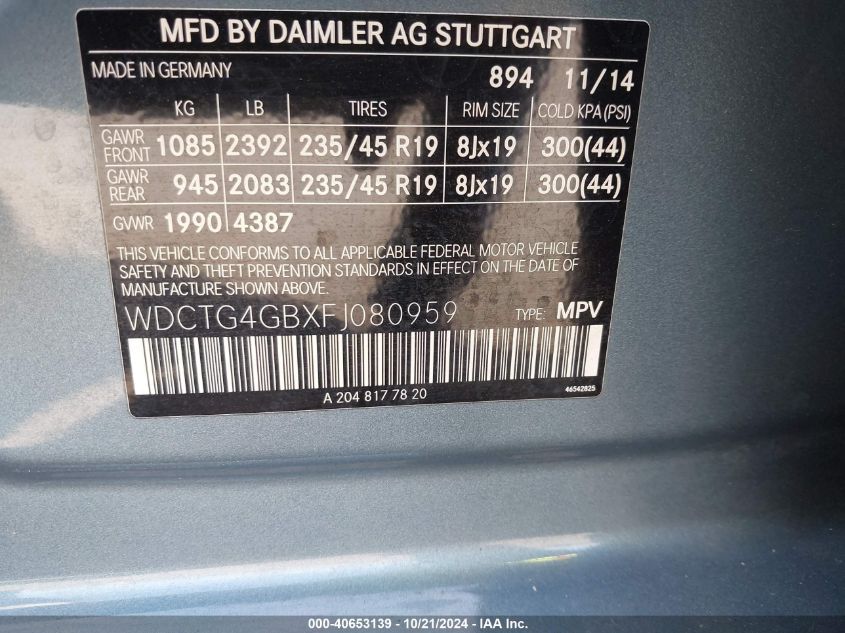 MFD BY DAIMLER AG STUTTGART
MADE IN GERMANY 894 11/14
KG LB TIRES RIM SIZE COLD KPA (PSI)
GAWR FRONT 1085 2392 235/45 R19 8Jx19 300(44)
GAWR REAR 945 2083 235/45 R19 8Jx19 300(44)
GVWR 1990 4387
THIS VEHICLE CONFORMS TO ALL APPLICABLE FEDERAL MOTOR VEHICLE
SAFETY AND THEFT PREVENTION STANDARDS IN EFFECT ON THE DATE OF
MANUFACTURE SHOWN ABOVE.
WDCTG4GBXFJ080959 TYPE: MPV
46542825
A 204 817 78 20
000-40653139 - 10/21/2024 - IAA Inc.